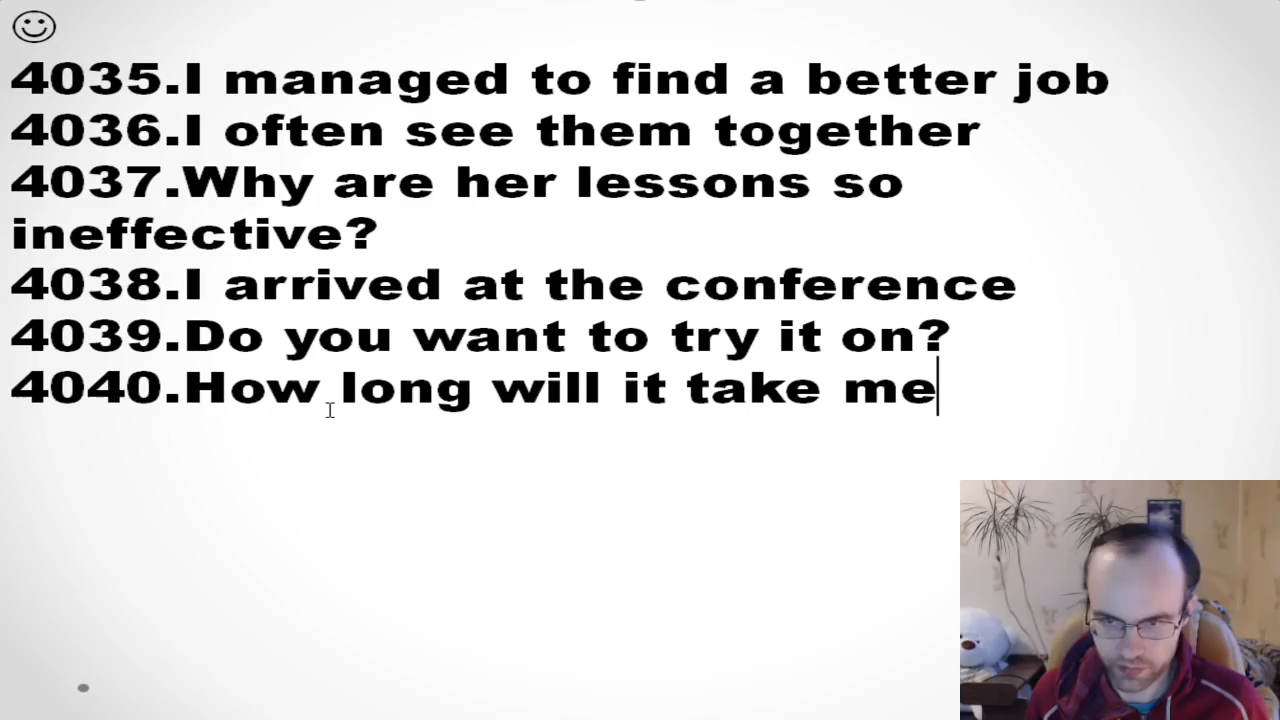 4035.I managed to find a better job
4036.I often see them together
4037.Why are her lessons so
ineffective?
4038.I arrived at the conference
4039.Do you want to try it on?
4040.How long will it take me